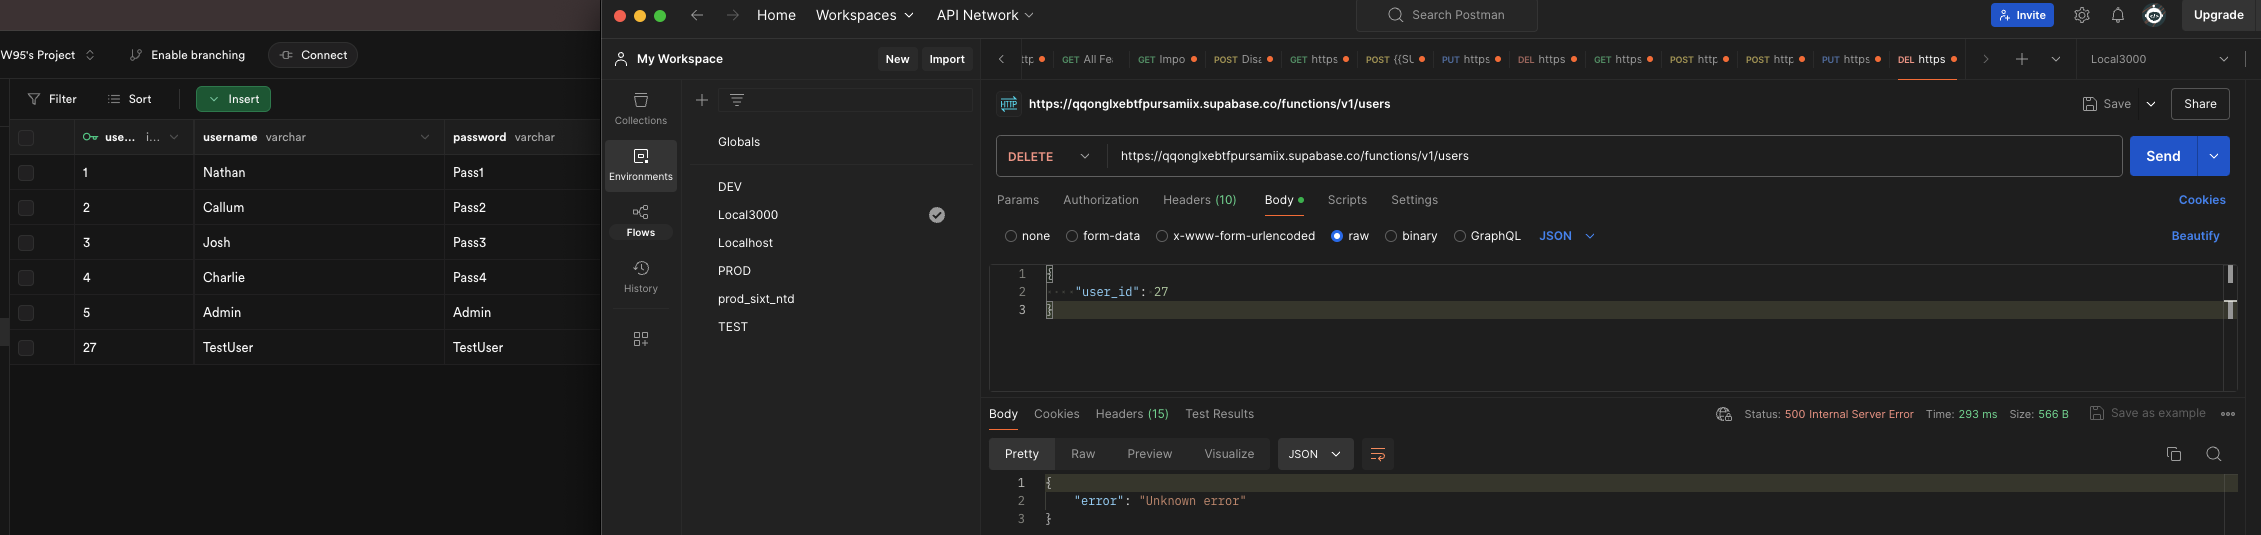 W95's Project
Enable branching
Connect
Filter
Sort
Insert
use... i...
username varchar
password varchar
1 Nathan Pass1
2 Callum Pass2
3 Josh Pass3
4 Charlie Pass4
5 Admin Admin
27 TestUser TestUser
Home
Workspaces
API Network
Search Postman
Invite
Upgrade
My Workspace
New
Import
Collections
Environments
Flows
History
Globals
DEV
Local3000
Localhost
PROD
prod_sixt_ntd
TEST
GET All Fe
GET Impo
POST Disa
GET https
POST {{SU
PUT https
DEL https
GET https
POST http
POST http
PUT https
DEL https
Local3000
HTTP https://qqonglxebtfpursamiix.supabase.co/functions/v1/users
Save
Share
DELETE
https://qqonglxebtfpursamiix.supabase.co/functions/v1/users
Send
Params
Authorization
Headers (10)
Body
Scripts
Settings
Cookies
none
form-data
x-www-form-urlencoded
raw
binary
GraphQL
JSON
Beautify
1 {
2 "user_id": 27
3 }
Body
Cookies
Headers (15)
Test Results
Status: 500 Internal Server Error Time: 293 ms Size: 566 B
Save as example
Pretty
Raw
Preview
Visualize
JSON
1 {
2 "error": "Unknown error"
3 }